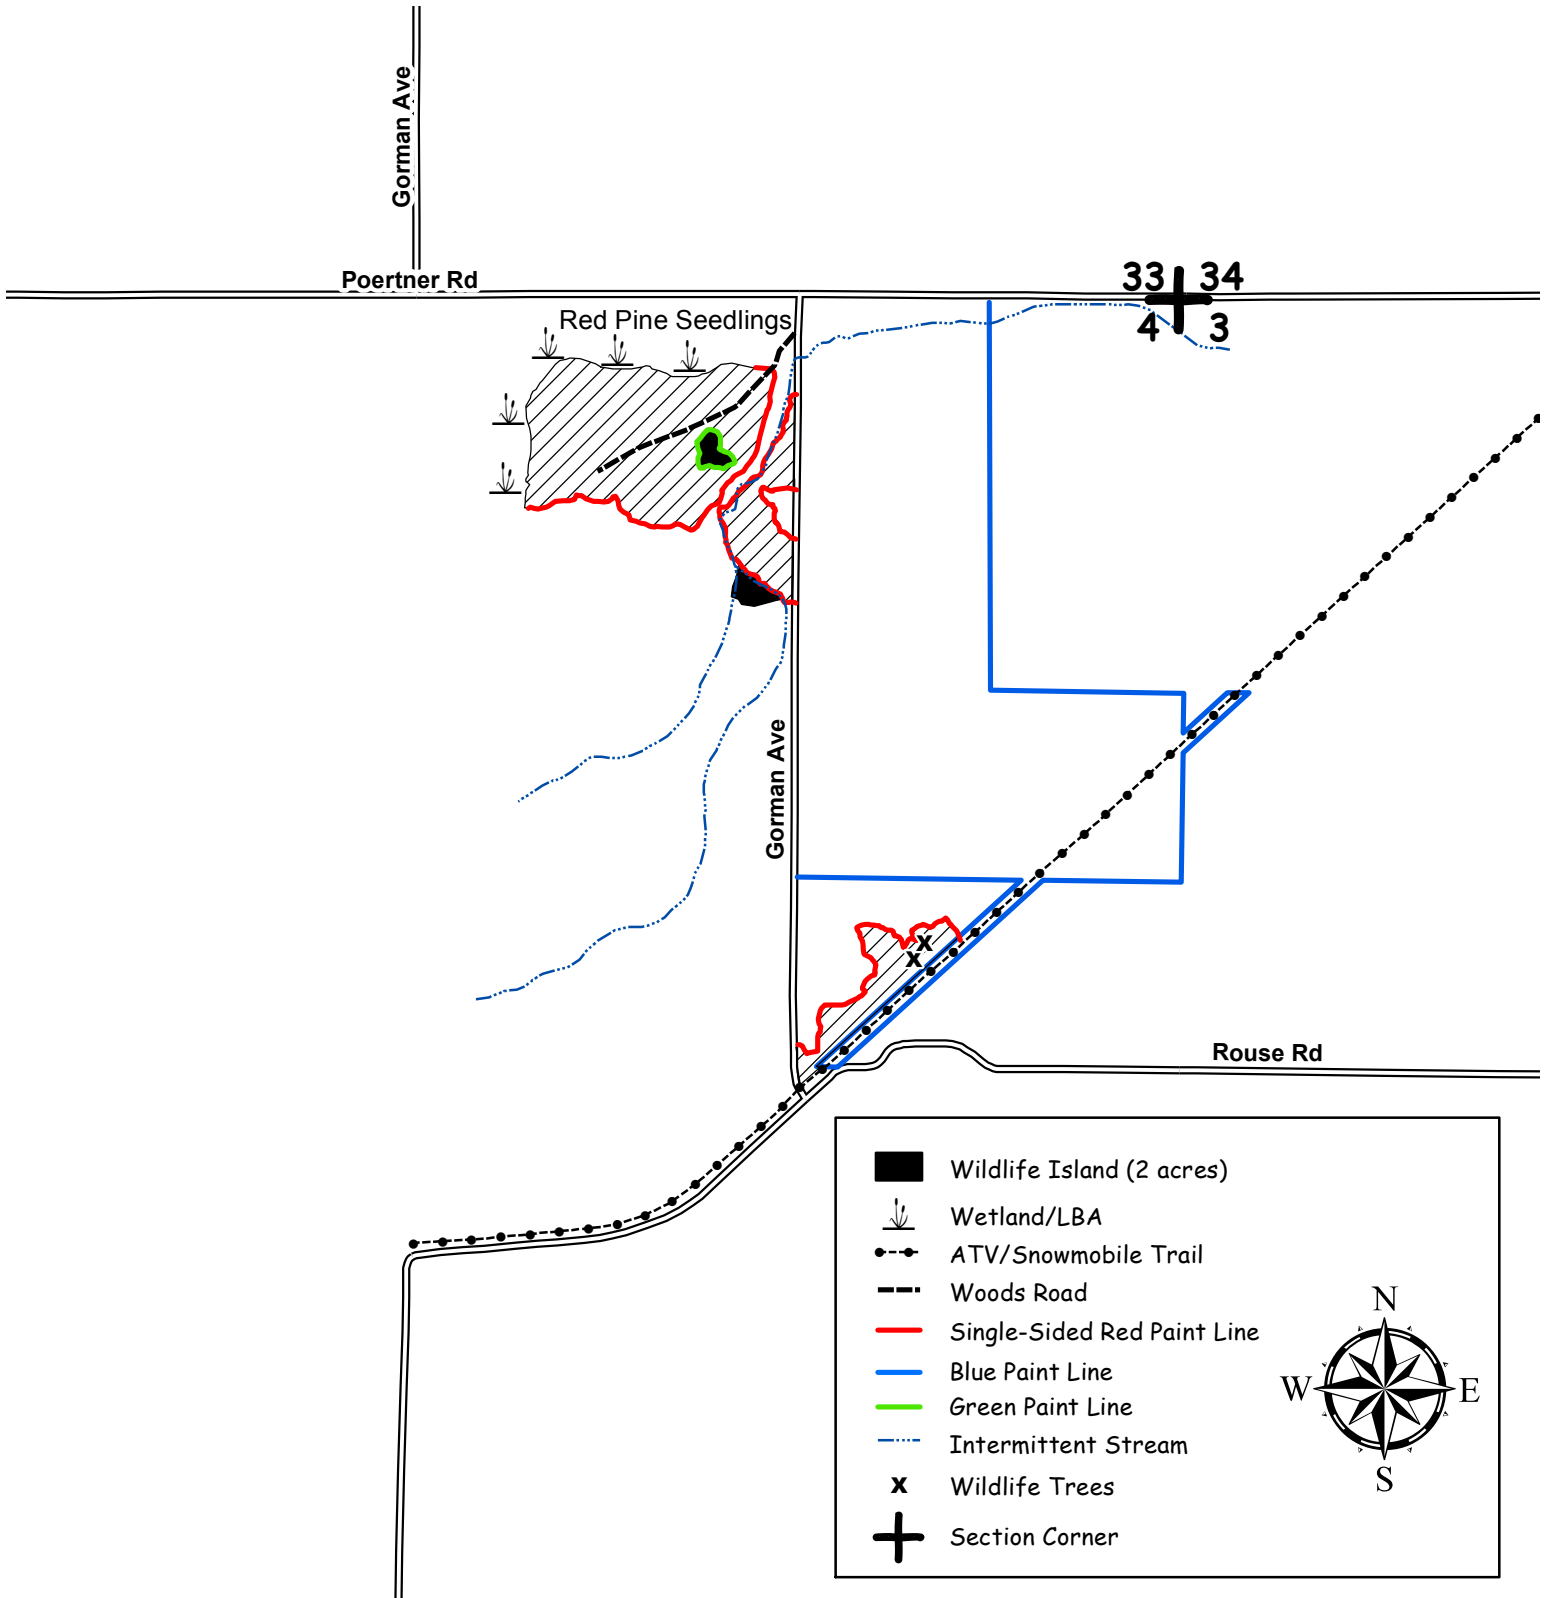 Gorman Ave
Poertner Rd
33 34
4 3
Red Pine Seedlings
Gorman Ave
Rouse Rd
Wildlife Island (2 acres)
Wetland/LBA
ATV/Snowmobile Trail
Woods Road
Single-Sided Red Paint Line
Blue Paint Line
Green Paint Line
Intermittent Stream
x Wildlife Trees
Section Corner
N
W E
S
x
x